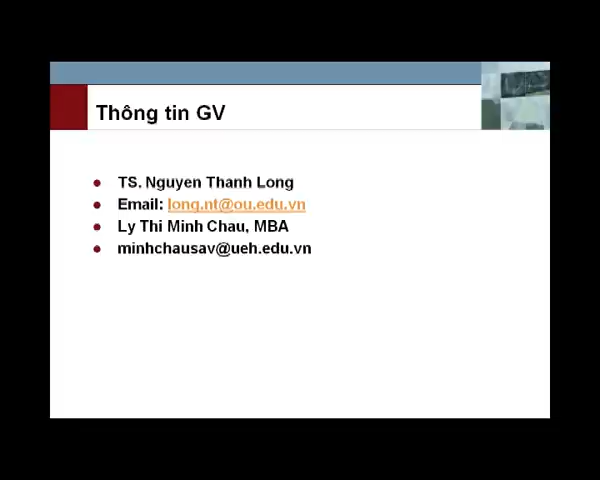 Thông tin GV
TS. Nguyen Thanh Long
Email: long.nt@ou.edu.vn
Ly Thi Minh Chau, MBA
minhchausav@ueh.edu.vn